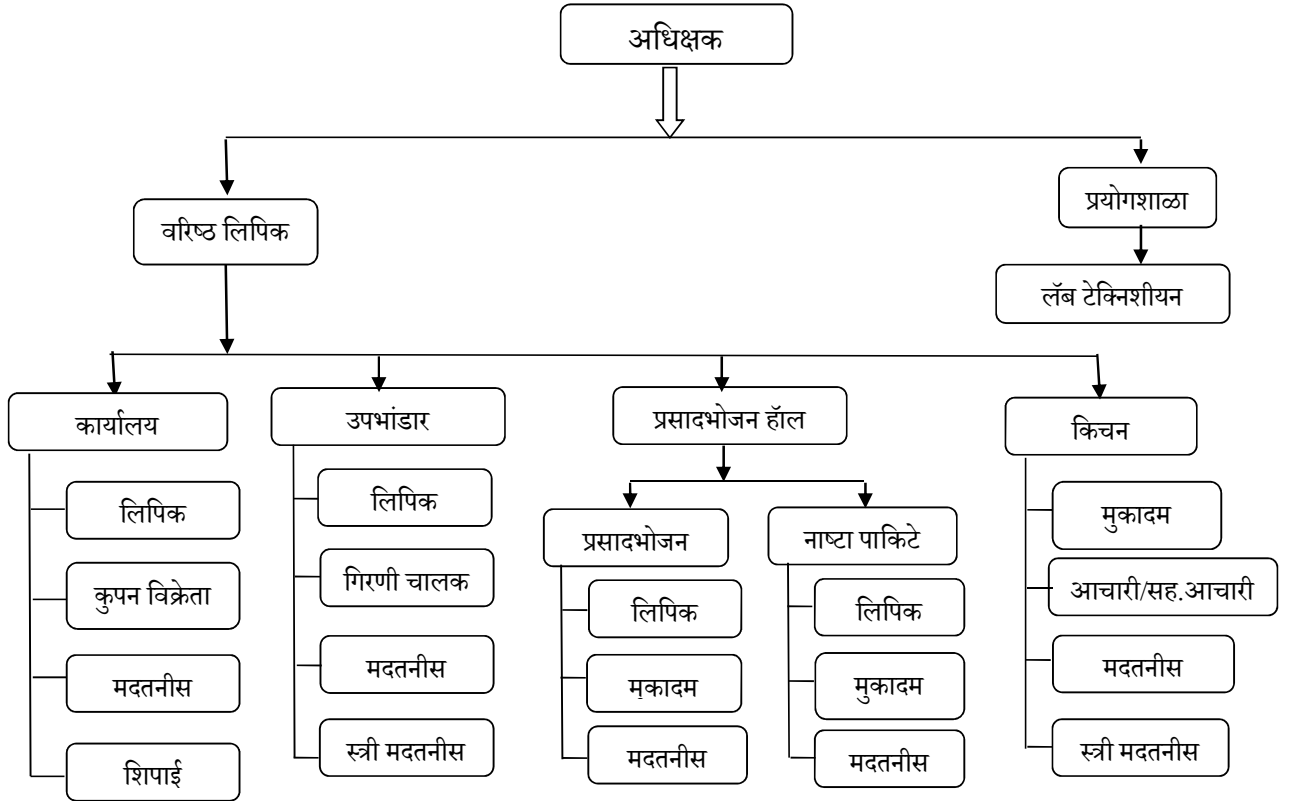 अधिक्षक
वरिष्ठ लिपिक
प्रयोगशाळा
लॅब टेक्निशीयन
कार्यालय
लिपिक
कुपन विक्रेता
मदतनीस
शिपाई
उपभांडार
लिपिक
गिरणी चालक
मदतनीस
स्त्री मदतनीस
प्रसादभोजन हॅाल
प्रसादभोजन
लिपिक
मुकादम
मदतनीस
नाष्टा पाकिटे
लिपिक
मुकादम
मदतनीस
किचन
मुकादम
आचारी/सह.आचारी
मदतनीस
स्त्री मदतनीस